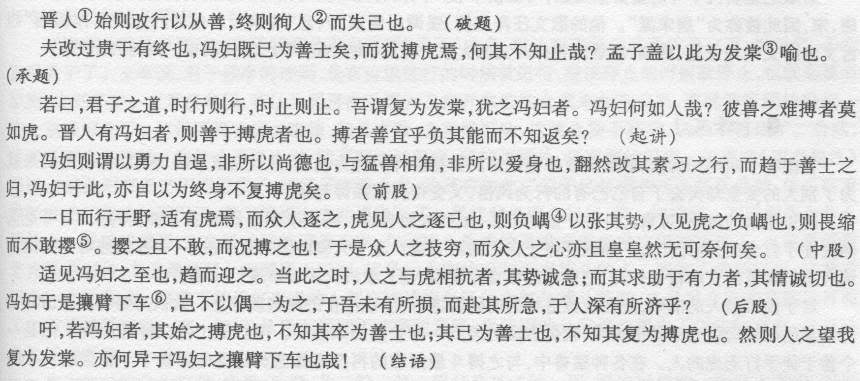 晋人①始则改行以从善,终则徇人②而失己也。 (破题)
夫改过贵于有终也,冯妇既已为善士矣,而犹搏虎焉,何其不知止哉? 孟子盖以此为发棠③喻也。
(承题)
若曰,君子之道,时行则行,时止则止。吾谓复为发棠,犹之冯妇者。冯妇何如人哉? 彼兽之难搏者莫
如虎。晋人有冯妇者,则善于搏虎者也。搏者善宜乎负其能而不知返矣? (起讲)
冯妇则谓以勇力自逞,非所以尚德也,与猛兽相角,非所以爱身也,翻然改其素习之行,而趋于善士之
归,冯妇于此,亦自以为终身不复搏虎矣。 (前股)
一日而行于野,适有虎焉,而众人逐之,虎见人之逐己也,则负嵎④以张其势,人见虎之负嵎也,则畏缩
而不敢撄⑤。撄之且不敢,而况搏之也! 于是众人之技穷,而众人之心亦且皇皇然无可奈何矣。 (中股)
适见冯妇之至也,趋而迎之。当此之时,人之与虎相抗者,其势诚急;而其求助于有力者,其情诚切也。
冯妇于是攘臂下车⑥,岂不以偶一为之,于吾未有所损,而赴其所急,于人深有所济乎? (后股)
吁,若冯妇者,其始之搏虎也,不知其卒为善士也;其已为善士也,不知其复为搏虎也。然则人之望我
复为发棠。亦何异于冯妇之攘臂下车也哉! (结语)